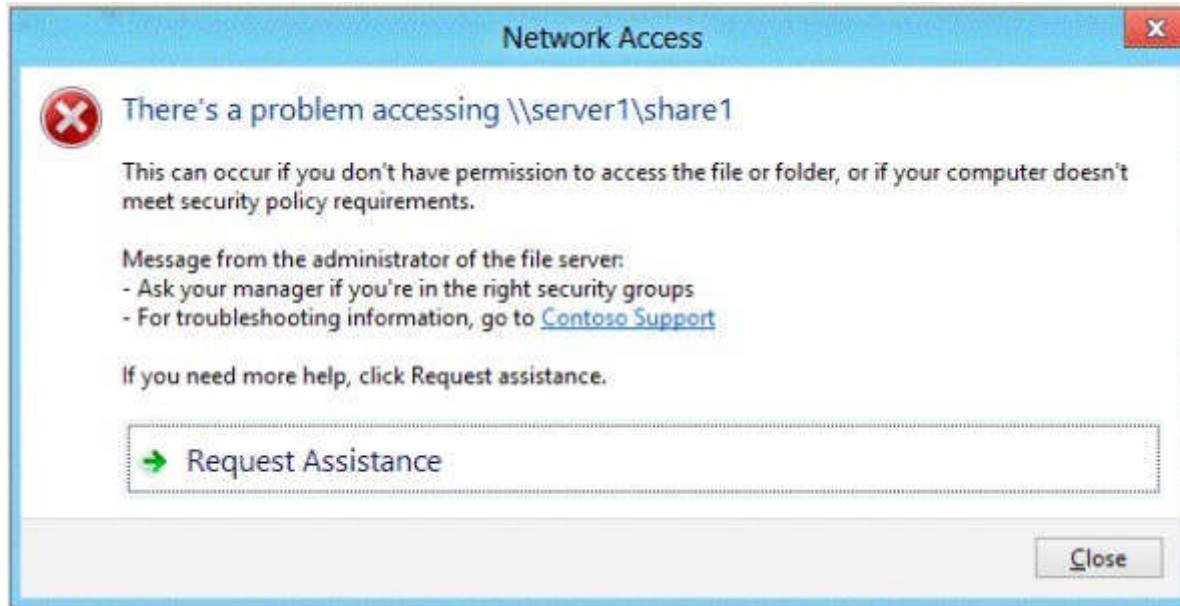 Network Access
There's a problem accessing \\server1\share1
This can occur if you don't have permission to access the file or folder, or if your computer doesn't
meet security policy requirements.
Message from the administrator of the file server:
- Ask your manager if you're in the right security groups
- For troubleshooting information, go to Contoso Support
If you need more help, click Request assistance.
Request Assistance
Close